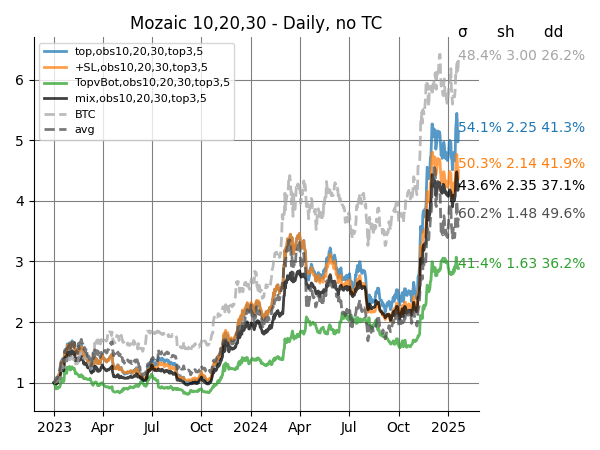 Mozaic 10,20,30 - Daily, no TC
σ sh dd
top,obs10,20,30,top3,5
+SL,obs10,20,30,top3,5
TopvBot,obs10,20,30,top3,5
mix,obs10,20,30,top3,5
BTC
avg
48.4% 3.00 26.2%
54.1% 2.25 41.3%
50.3% 2.14 41.9%
43.6% 2.35 37.1%
60.2% 1.48 49.6%
41.4% 1.63 36.2%
6
5
4
3
2
1
2023 Apr Jul Oct 2024 Apr Jul Oct 2025